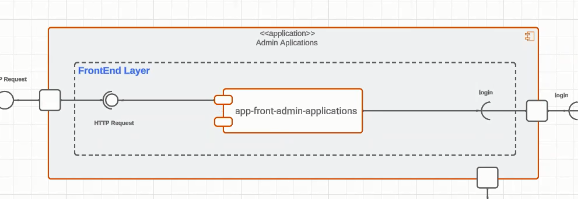 <<application>>
Admin Aplications
FrontEnd Layer
P Request
login
login
app-front-admin-applications
HTTP Request